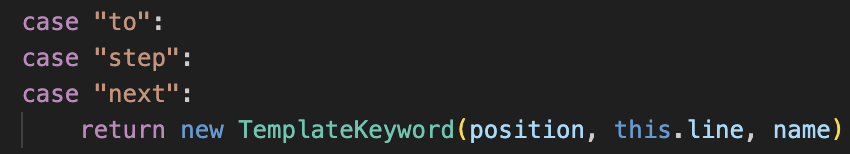 case "to":
case "step":
case "next":
return new TemplateKeyword(position, this.line, name)